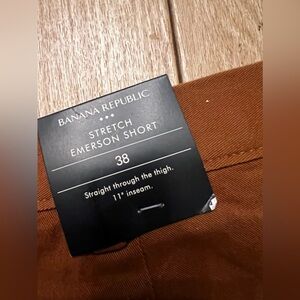 BANANA REPUBLIC
STRETCH
EMERSON SHORT
38
Straight through the thigh.
11" inseam.